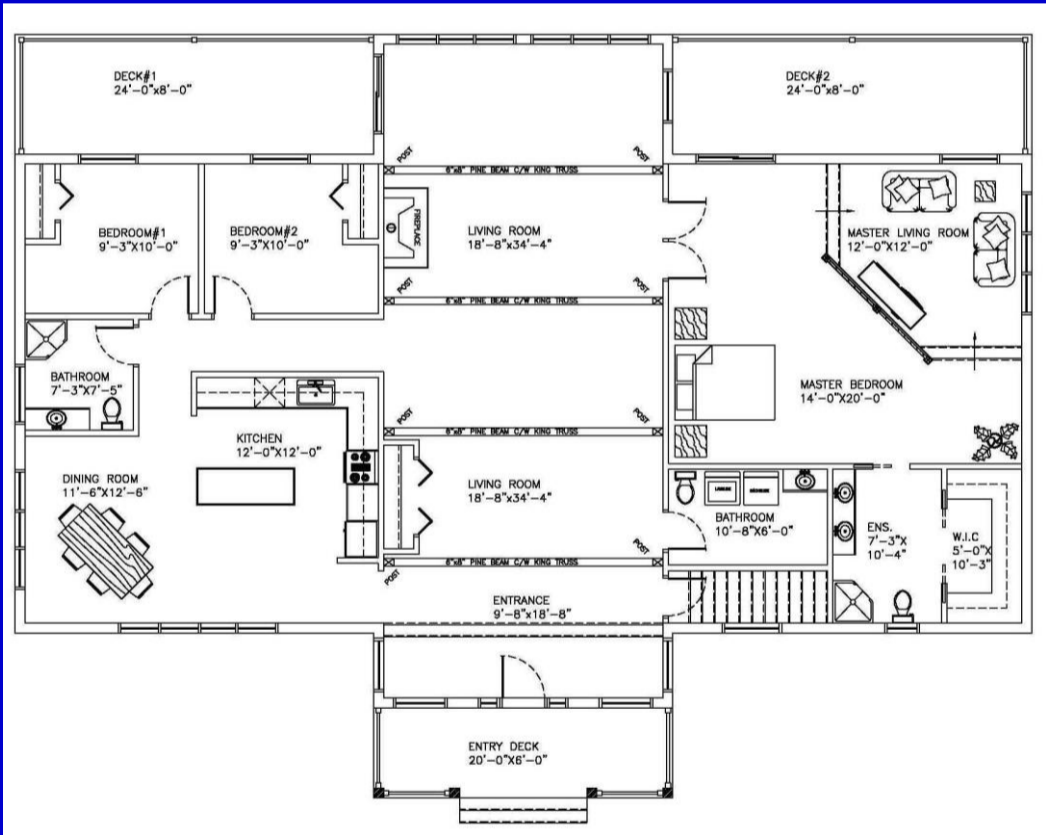 DECK#1
24'-0"x8'-0"
DECK#2
24'-0"x8'-0"
POST
POST
6"x8" PINE BEAM C/W KING TRUSS
BEDROOM#1
9'-3"X10'-0"
BEDROOM#2
9'-3"X10'-0"
FIREPLACE
LIVING ROOM
18'-8"x34'-4"
MASTER LIVING ROOM
12'-0"X12'-0"
POST
POST
6"x8" PINE BEAM C/W KING TRUSS
BATHROOM
7'-3"X7'-5"
MASTER BEDROOM
14'-0"X20'-0"
POST
POST
6"x8" PINE BEAM C/W KING TRUSS
KITCHEN
12'-0"X12'-0"
DINING ROOM
11'-6"X12'-6"
LIVING ROOM
18'-8"x34'-4"
BATHROOM
10'-8"X6'-0"
ENS.
7'-3"X
10'-4"
W.I.C
5'-0"X
10'-3"
POST
POST
6"x8" PINE BEAM C/W KING TRUSS
ENTRANCE
9'-8"x18'-8"
ENTRY DECK
20'-0"X6'-0"